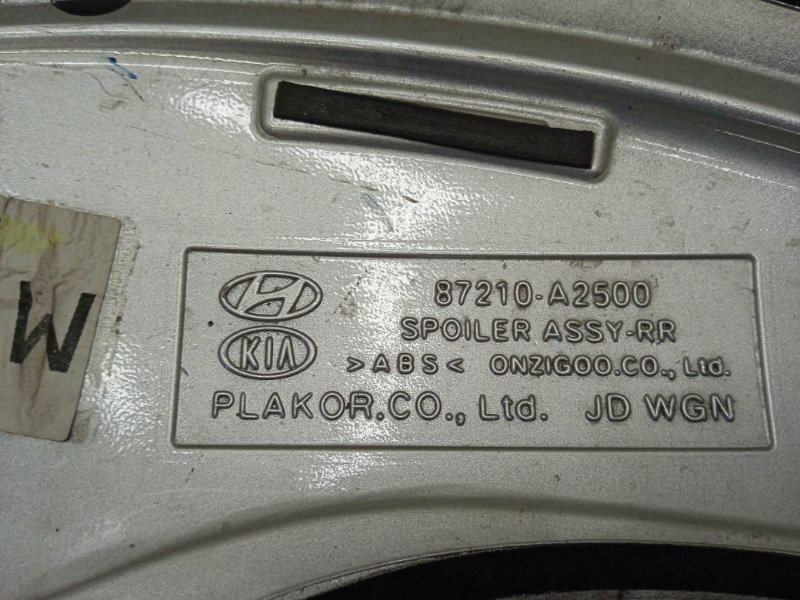 87210-A2500
SPOILER ASSY-RR
KIA >ABS< ONZIGOO.CO., Ltd.
PLAKOR.CO., Ltd. JD WGN
W